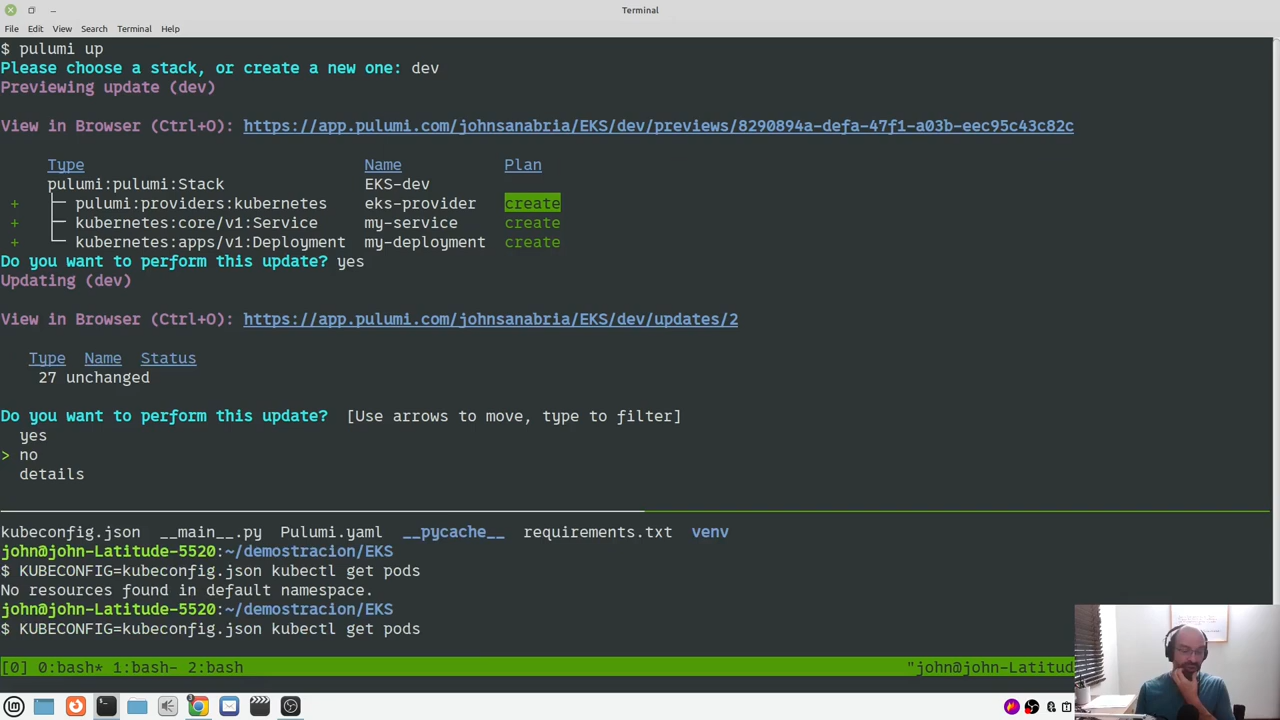 Terminal
File Edit View Search Terminal Help
$ pulumi up
Please choose a stack, or create a new one: dev
Previewing update (dev)
View in Browser (Ctrl+O): https://app.pulumi.com/johnsanabria/EKS/dev/previews/8290894a-defa-47f1-a03b-eec95c43c82c
Type Name Plan
pulumi:pulumi:Stack EKS-dev
+ ├─ pulumi:providers:kubernetes eks-provider create
+ ├─ kubernetes:core/v1:Service my-service create
+ └─ kubernetes:apps/v1:Deployment my-deployment create
Do you want to perform this update? yes
Updating (dev)
View in Browser (Ctrl+O): https://app.pulumi.com/johnsanabria/EKS/dev/updates/2
Type Name Status
27 unchanged
Do you want to perform this update? [Use arrows to move, type to filter]
yes
> no
details
kubeconfig.json __main__.py Pulumi.yaml __pycache__ requirements.txt venv
john@john-Latitude-5520:~/demostracion/EKS
$ KUBECONFIG=kubeconfig.json kubectl get pods
No resources found in default namespace.
john@john-Latitude-5520:~/demostracion/EKS
$ KUBECONFIG=kubeconfig.json kubectl get pods
[0] 0:bash* 1:bash- 2:bash "john@john-Latitud
3